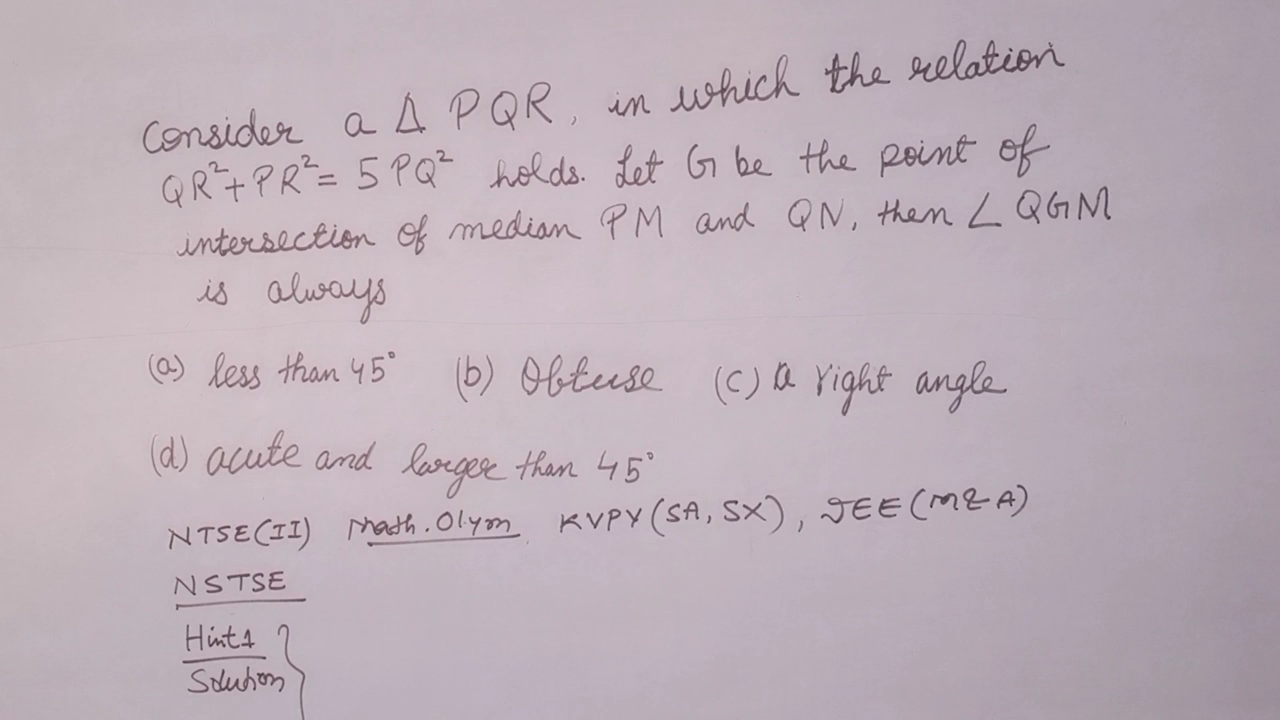 Consider a Δ PQR, in which the relation
QR²+PR²= 5PQ² holds. Let G be the point of
intersection of median PM and QN, then ∠QGM
is always
(a) less than 45° (b) Obtuse (c) a right angle
(d) acute and larger than 45°
NTSE(II) Math. Olym KVPY(SA, SX), JEE(M&A)
NSTSE
Hint1
Solution